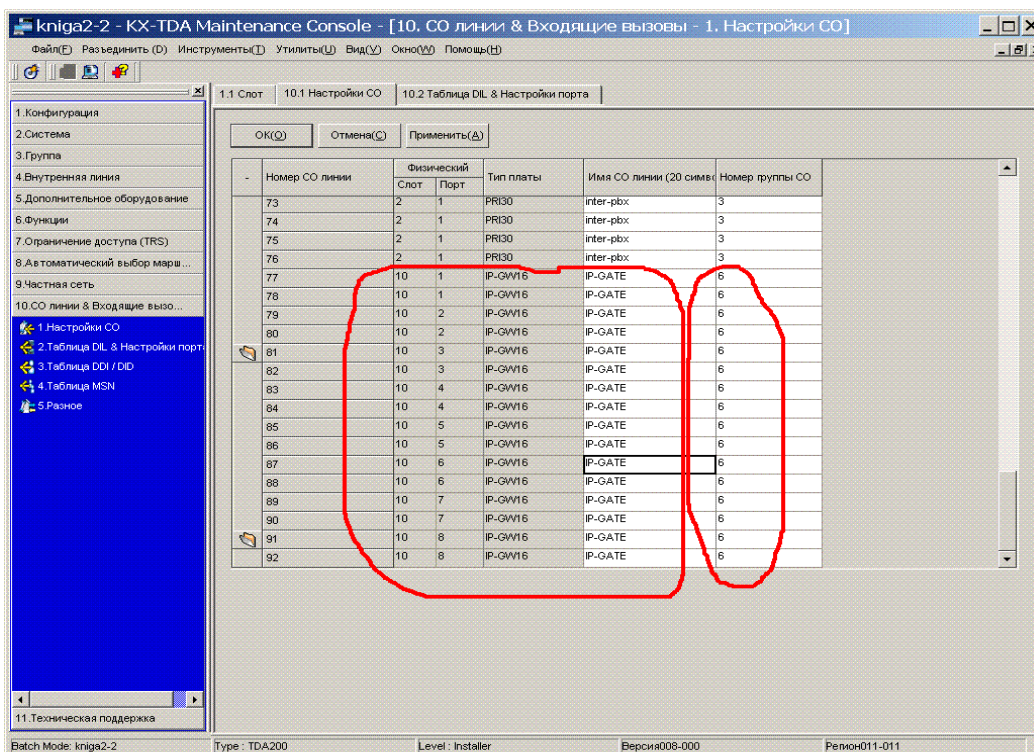 kniga2-2 - KX-TDA Maintenance Console - [10. СО линии & Входящие вызовы - 1. Настройки СО]
Файл(F) Разъединить (D) Инструменты(T) Утилиты(U) Вид(V) Окно(W) Помощь(H)
1.1 Слот 10.1 Настройки СО 10.2 Таблица DIL & Настройки порта
1.Конфигурация
2.Система
3.Группа
4.Внутренняя линия
5.Дополнительное оборудование
6.Функции
7.Ограничение доступа (TRS)
8.Автоматический выбор марш...
9.Частная сеть
10.СО линии & Входящие вызо...
1.Настройки СО
2.Таблица DIL & Настройки порт
3.Таблица DDI / DID
4.Таблица MSN
5.Разное
11.Техническая поддержка
ОК(O) Отмена(C) Применить(A)
- Номер СО линии Физический Тип платы Имя СО линии (20 симво Номер группы СО
Слот Порт
73 2 1 PRI30 inter-pbx 3
74 2 1 PRI30 inter-pbx 3
75 2 1 PRI30 inter-pbx 3
76 2 1 PRI30 inter-pbx 3
77 10 1 IP-GW16 IP-GATE 6
78 10 1 IP-GW16 IP-GATE 6
79 10 2 IP-GW16 IP-GATE 6
80 10 2 IP-GW16 IP-GATE 6
81 10 3 IP-GW16 IP-GATE 6
82 10 3 IP-GW16 IP-GATE 6
83 10 4 IP-GW16 IP-GATE 6
84 10 4 IP-GW16 IP-GATE 6
85 10 5 IP-GW16 IP-GATE 6
86 10 5 IP-GW16 IP-GATE 6
87 10 6 IP-GW16 IP-GATE 6
88 10 6 IP-GW16 IP-GATE 6
89 10 7 IP-GW16 IP-GATE 6
90 10 7 IP-GW16 IP-GATE 6
91 10 8 IP-GW16 IP-GATE 6
92 10 8 IP-GW16 IP-GATE 6
Batch Mode: kniga2-2 Type : TDA200 Level : Installer Версия008-000 Регион011-011